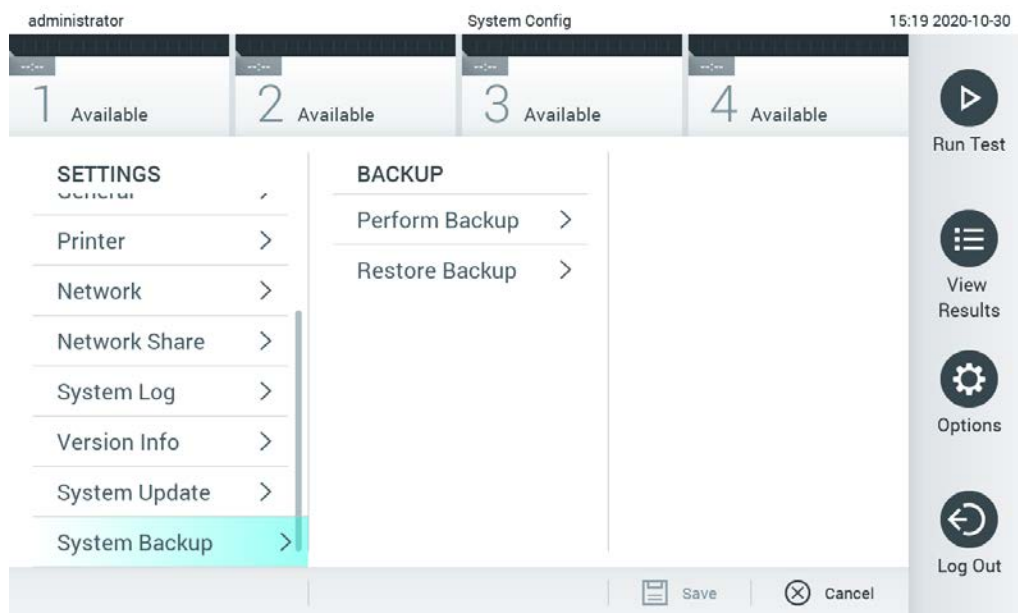 administrator System Config 15:19 2020-10-30
--:-- --:-- --:-- --:--
1 Available 2 Available 3 Available 4 Available
Run Test
SETTINGS
General
Printer
Network
Network Share
System Log
Version Info
System Update
System Backup
BACKUP
Perform Backup
Restore Backup
View
Results
Options
Log Out
Save Cancel